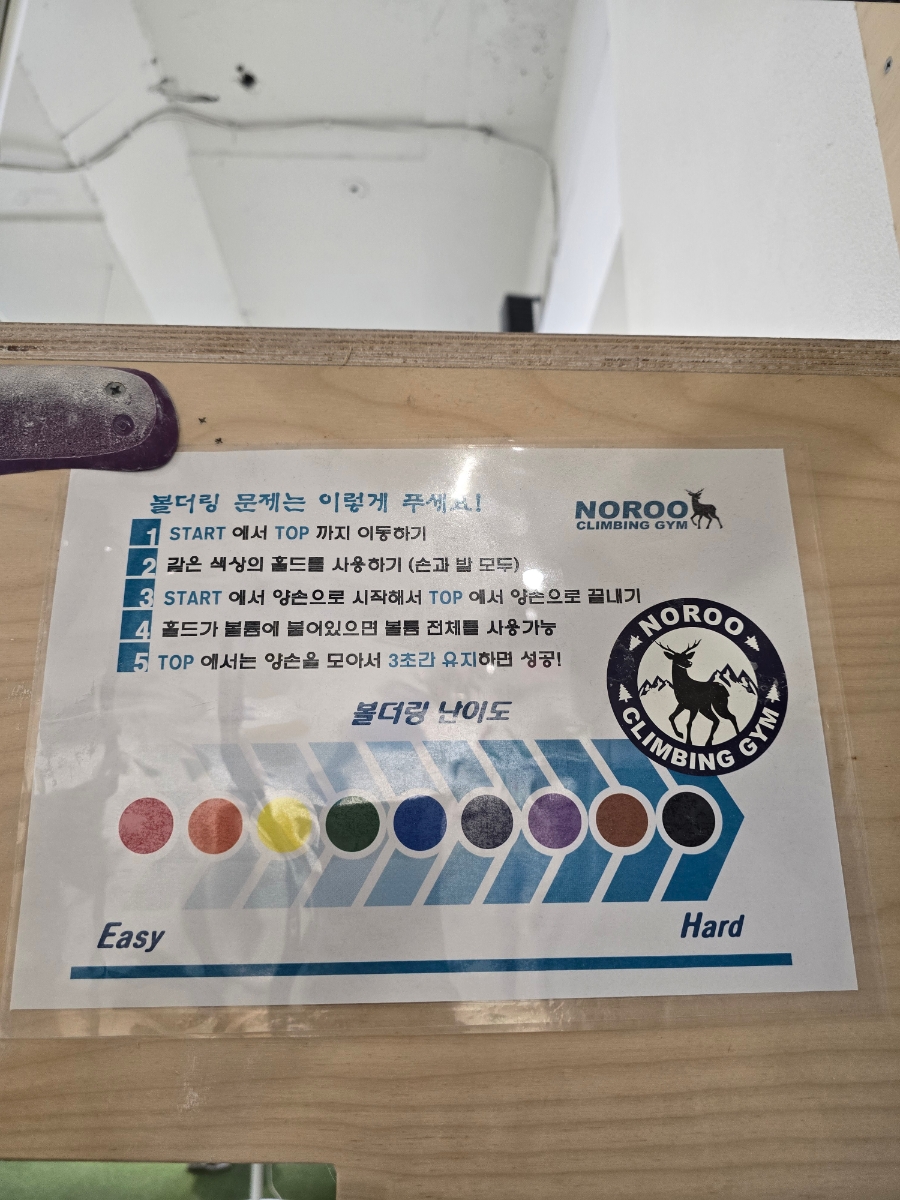 볼더링 문제는 이렇게 푸세요!
NOROO
CLIMBING GYM
1 START 에서 TOP 까지 이동하기
2 같은 색상의 홀드를 사용하기 (손과 발 모두)
3 START 에서 양손으로 시작해서 TOP 에서 양손으로 끝내기
4 홀드가 볼륨에 붙어있으면 볼륨 전체를 사용가능
5 TOP 에서는 양손을 모아서 3초간 유지하면 성공!
NOROO
CLIMBING GYM
볼더링 난이도
Easy
Hard